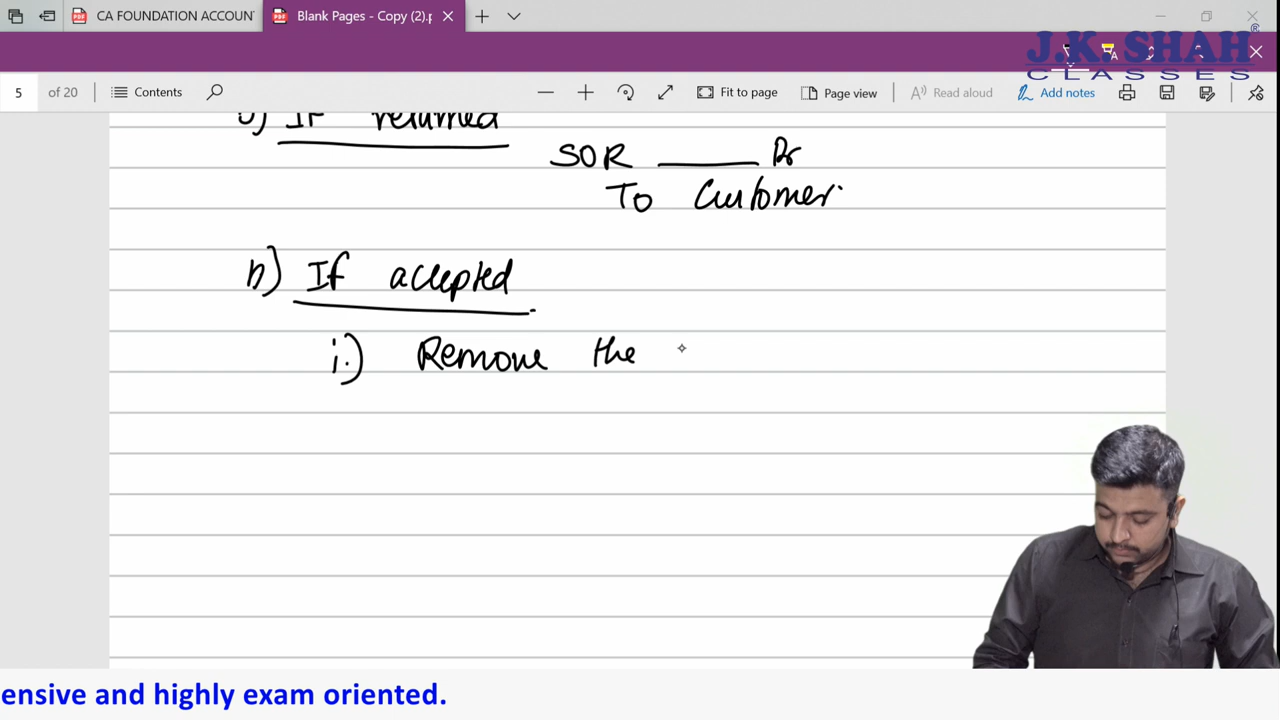 CA FOUNDATION ACCOUN
Blank Pages - Copy (2).p
J.K. SHAH ®
CLASSES
5 of 20
Contents
Fit to page
Page view
Read aloud
Add notes
If returned
SOR ______ Dr
To Customer.
b) If accepted
i.) Remove the
ensive and highly exam oriented.